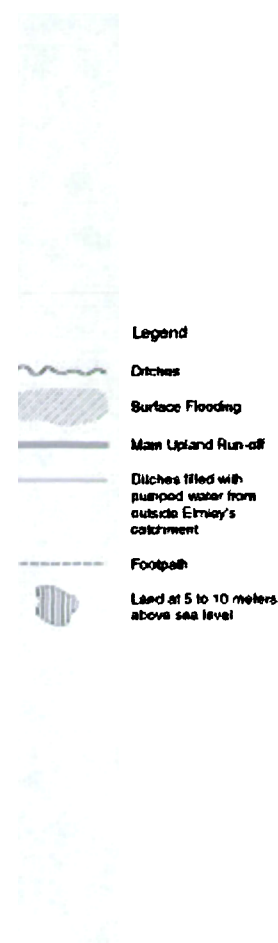 Legend
Ditches
Surface Flooding
Main Upland Run-off
Ditches filled with
pumped water from
outside Elmley's
catchment
Footpath
Land at 5 to 10 meters
above sea level